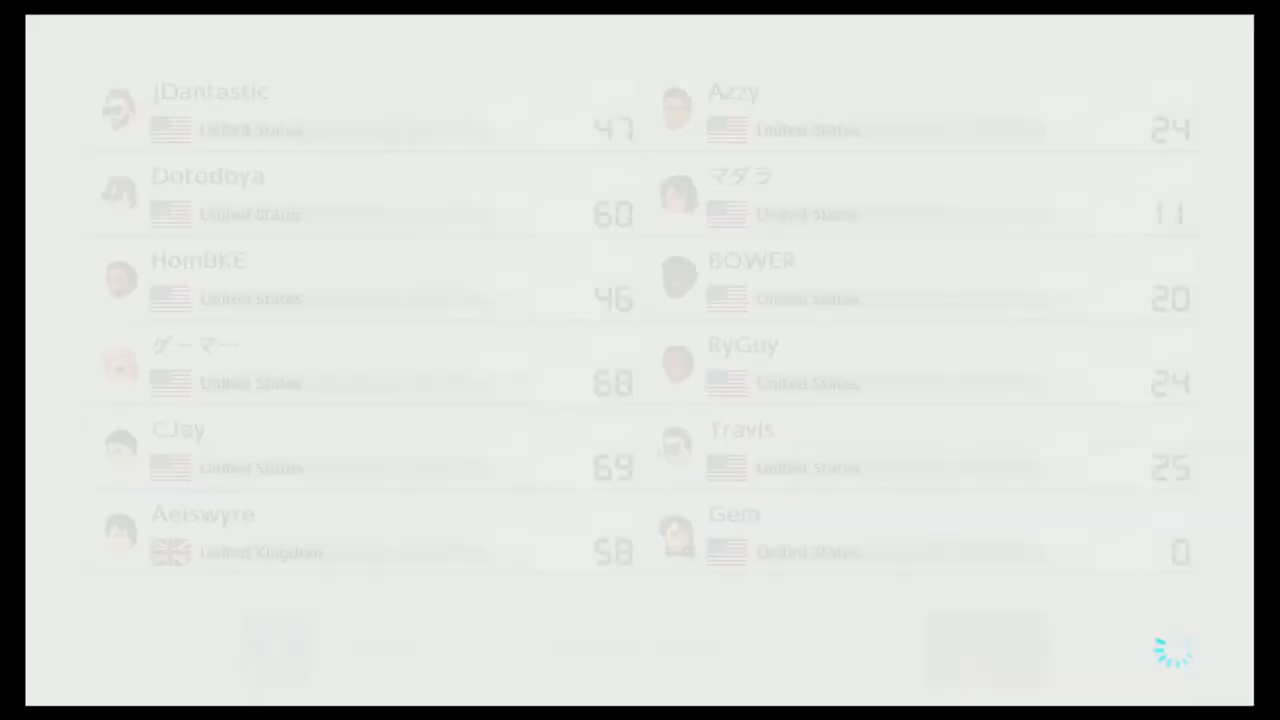 jDantastic
United States
47
Dotodoya
United States
60
HomBKE
United States
46
ゲーマー
United States
68
CJay
United States
69
Aeiswyre
United Kingdom
58
Azzy
United States
24
マダラ
United States
11
BOWER
United States
20
RyGuy
United States
24
Travis
United States
25
Gem
United States
0